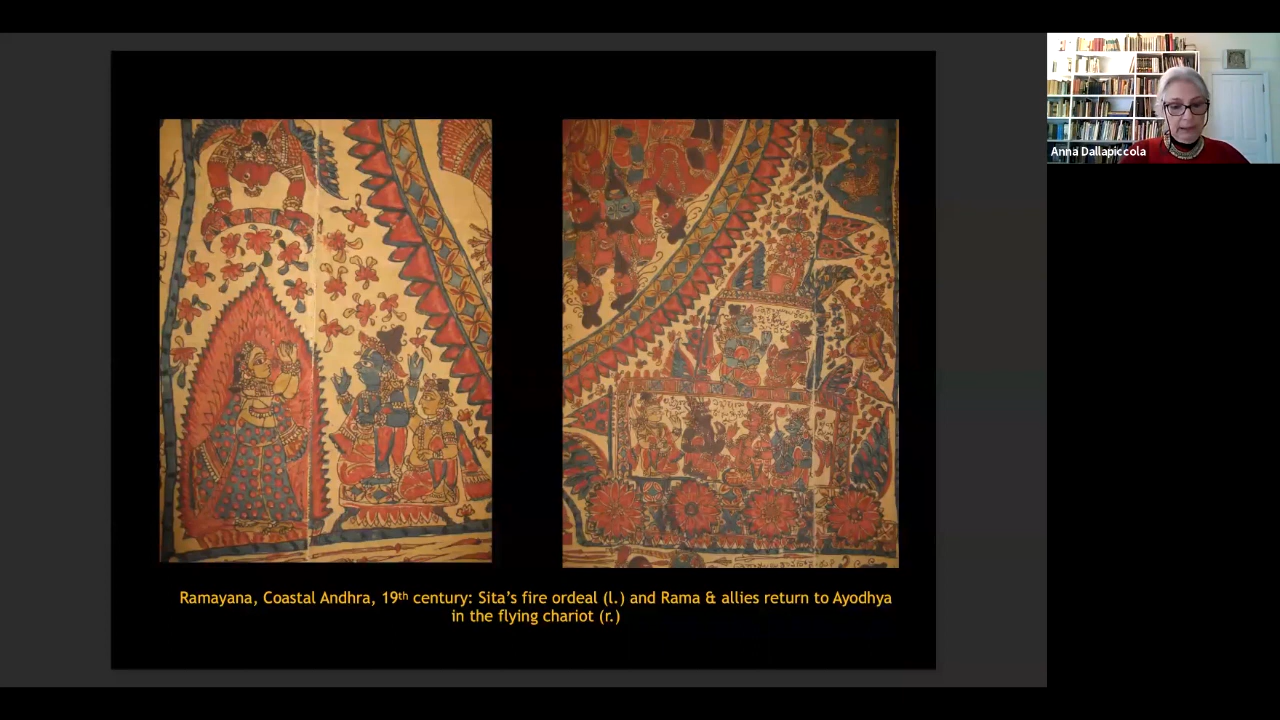 Anna Dallapiccola
Ramayana, Coastal Andhra, 19th century: Sita's fire ordeal (l.) and Rama & allies return to Ayodhya
in the flying chariot (r.)